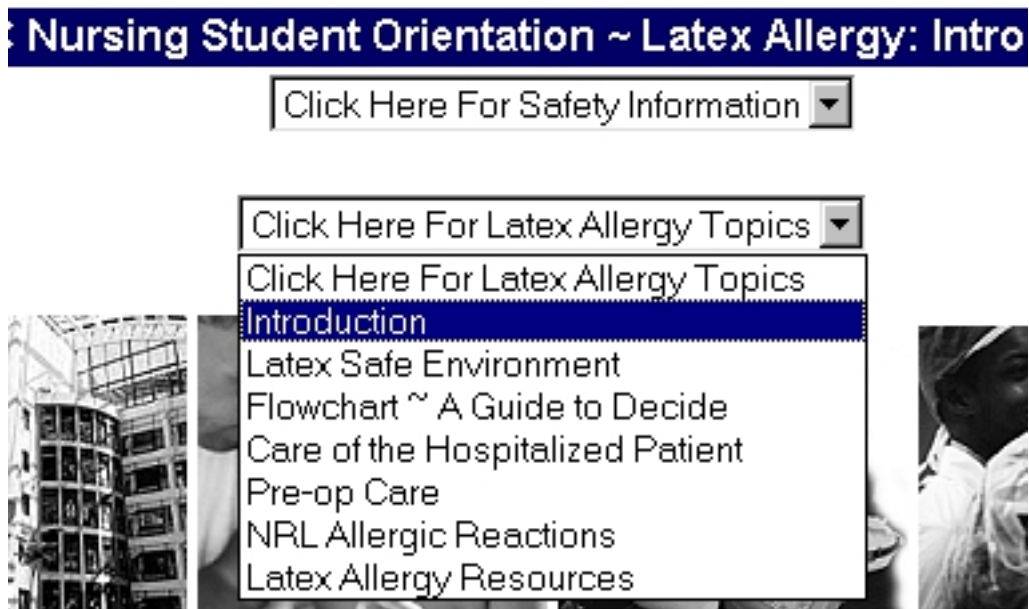 Nursing Student Orientation ~ Latex Allergy: Intro
Click Here For Safety Information
Click Here For Latex Allergy Topics
Click Here For Latex Allergy Topics
Introduction
Latex Safe Environment
Flowchart ~ A Guide to Decide
Care of the Hospitalized Patient
Pre-op Care
NRL Allergic Reactions
Latex Allergy Resources